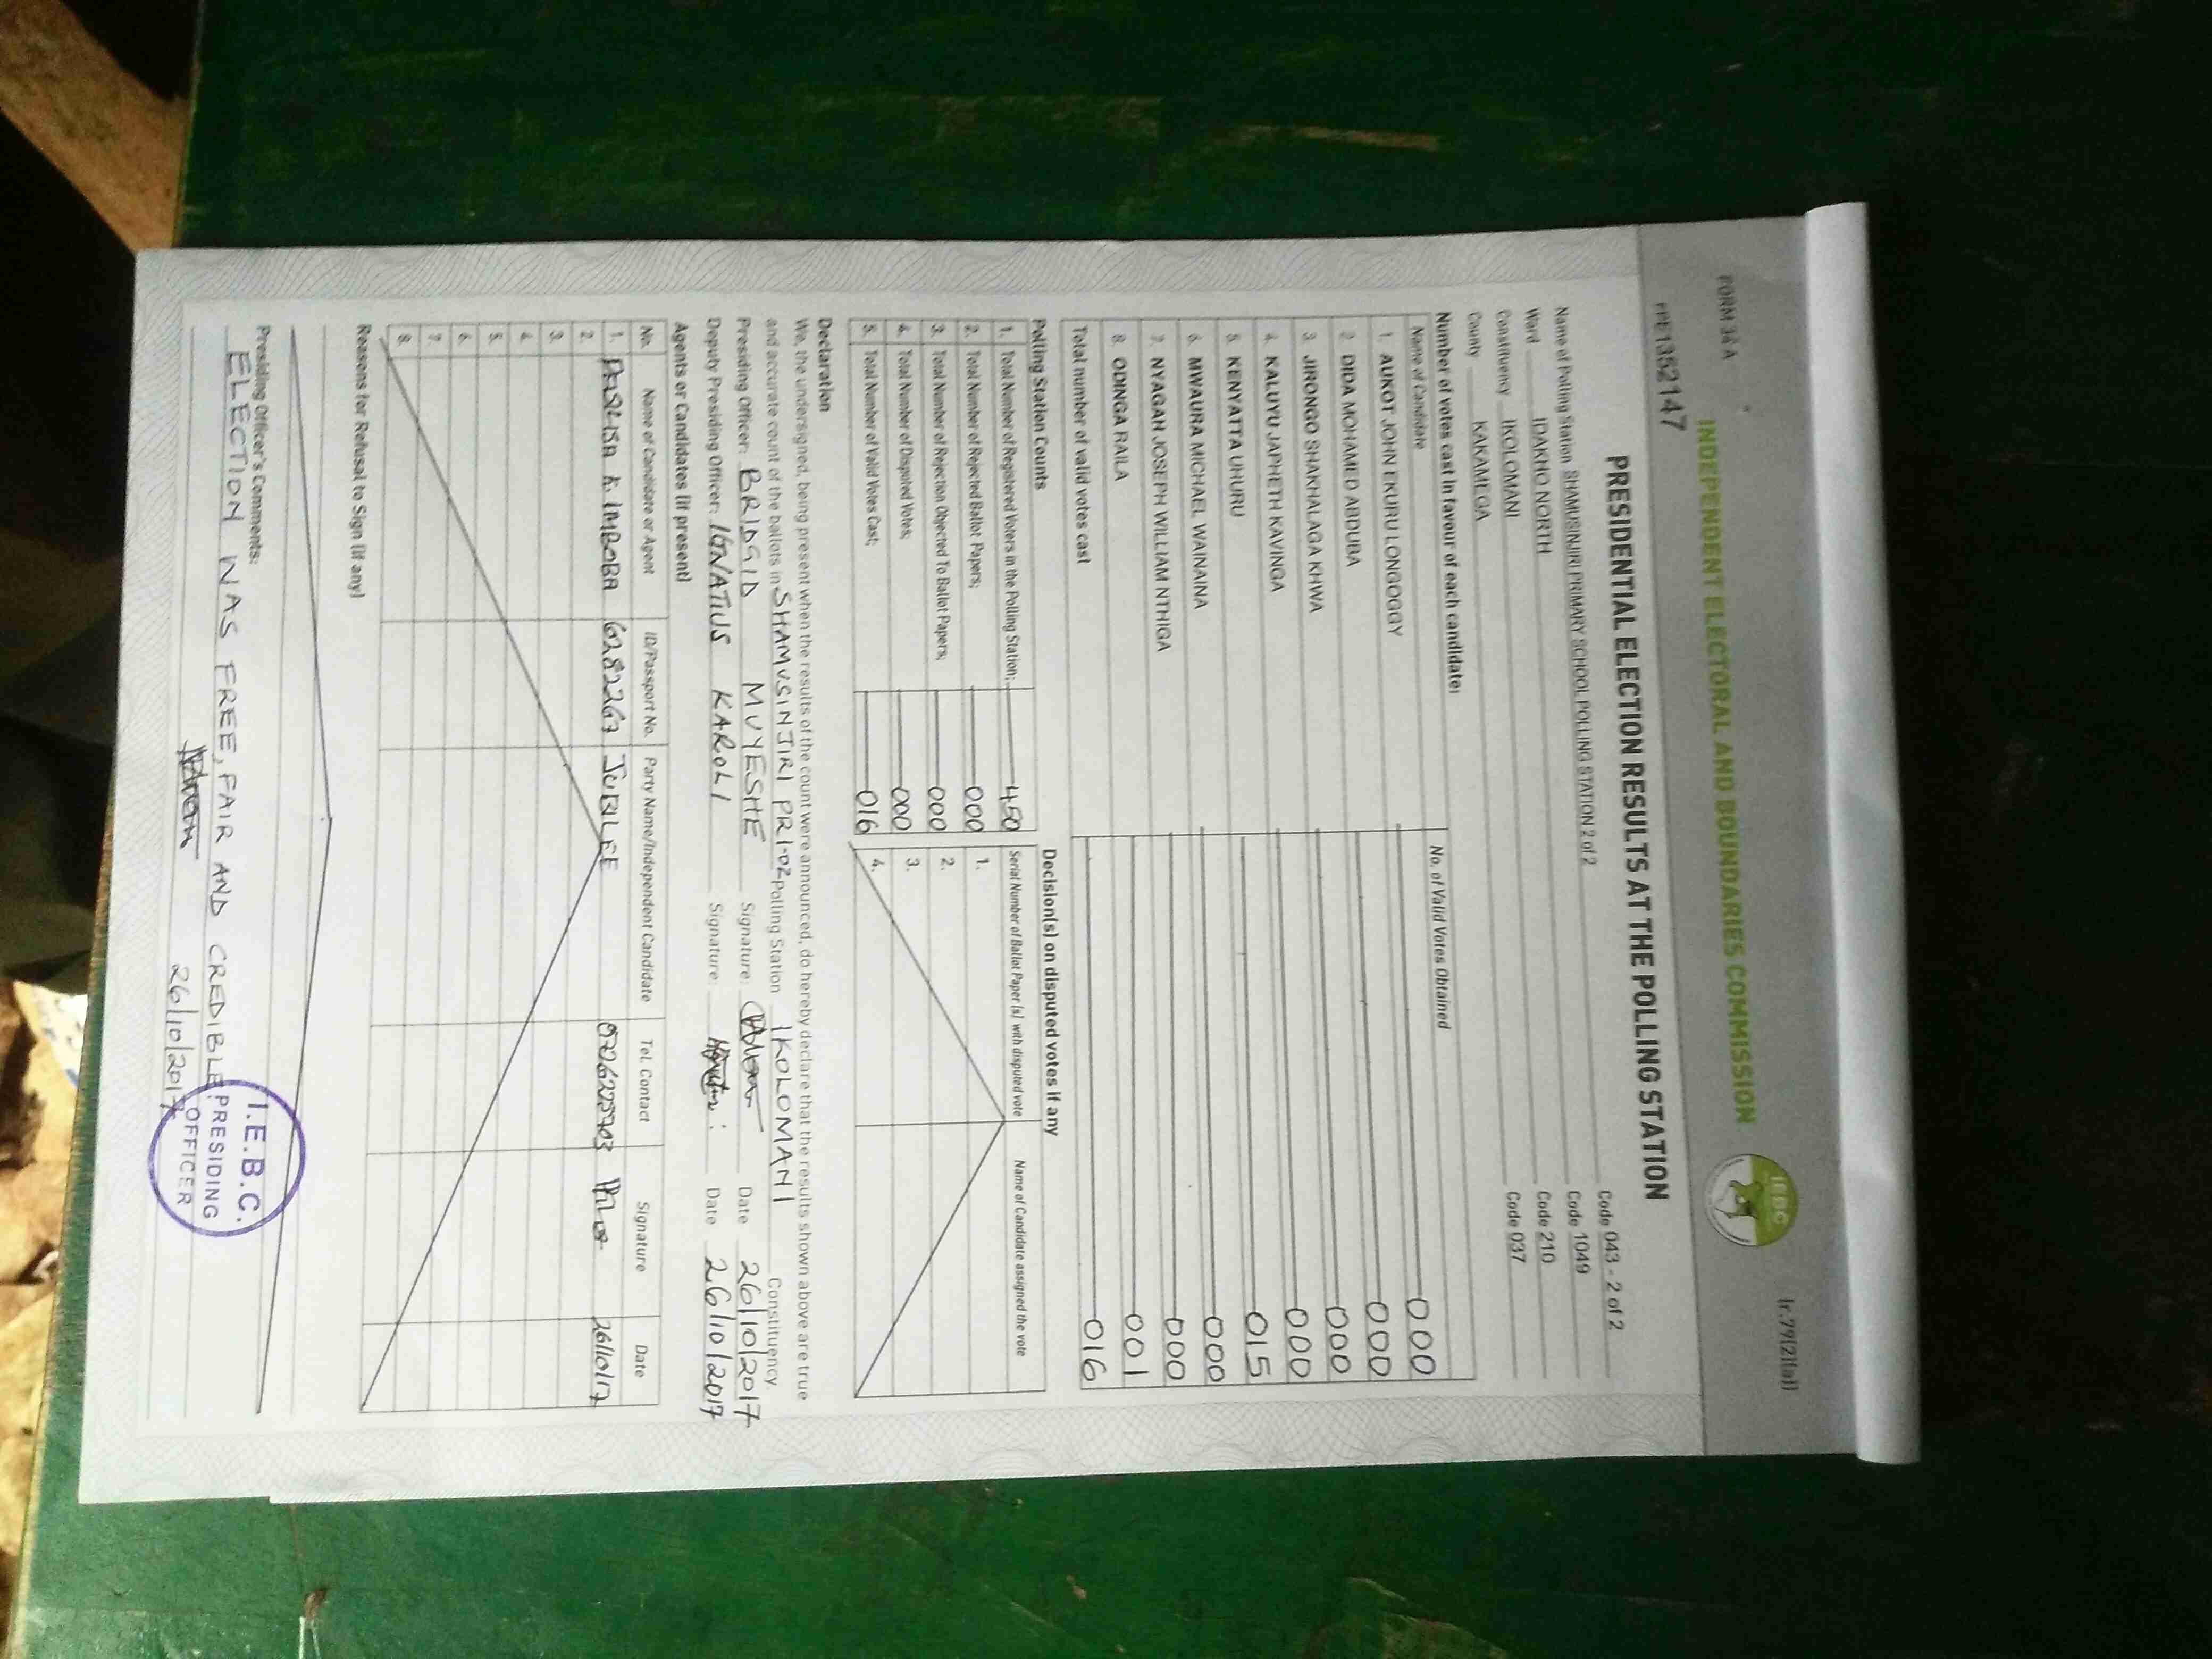 FORM 34 A
(r.79(2)(a))
INDEPENDENT ELECTORAL AND BOUNDARIES COMMISSION
IEBC
PPE1352147
PRESIDENTIAL ELECTION RESULTS AT THE POLLING STATION
Name of Polling Station SHAMUSINJIRI PRIMARY SCHOOL POLLING STATION 2 of 2 Code 043 - 2 of 2
Ward IDAKHO NORTH Code 1049
Constituency IKOLOMANI Code 210
County KAKAMEGA Code 037
Number of votes cast in favour of each candidate:
Name of Candidate No. of Valid Votes Obtained
1. AUKOT JOHN EKURU LONGOGGY 000
2. DIDA MOHAMED ABDUBA 000
3. JIRONGO SHAKHALAGA KHWA 000
4. KALUYU JAPHETH KAVINGA 000
5. KENYATTA UHURU 015
6. MWAURA MICHAEL WAINAINA 000
7. NYAGAH JOSEPH WILLIAM NTHIGA 000
8. ODINGA RAILA 001
Total number of valid votes cast 016
Polling Station Counts
1. Total Number of Registered Voters in the Polling Station; 450
2. Total Number of Rejected Ballot Papers; 000
3. Total Number of Rejection Objected To Ballot Papers; 000
4. Total Number of Disputed Votes; 000
5. Total Number of Valid Votes Cast; 016
Decision(s) on disputed votes if any
Serial Number of Ballot Paper (s) with disputed vote Name of Candidate assigned the vote
1.
2.
3.
4.
Declaration
We, the undersigned, being present when the results of the count were announced, do hereby declare that the results shown above are true
and accurate count of the ballots in SHAMUSINJIRI PRI-02 Polling Station IKOLOMANI Constituency
Presiding Officer: BRIDGID MUYESHE Signature: Date 26/10/2017
Deputy Presiding Officer: IGNATIUS KAROLI Signature: Date 26/10/2017
Agents or Candidates (if present)
No. Name of Candidate or Agent ID/Passport No. Party Name/Independent Candidate Tel. Contact Signature Date
1. K. IMBOBA 6282267 JUBILEE 26/10/17
2.
3.
4.
5.
6.
7.
8.
Reasons for Refusal to Sign (if any)
Presiding Officer's Comments:
ELECTION WAS FREE, FAIR AND CREDIBLE
26/10/2017
I.E.B.C.
PRESIDING
OFFICER